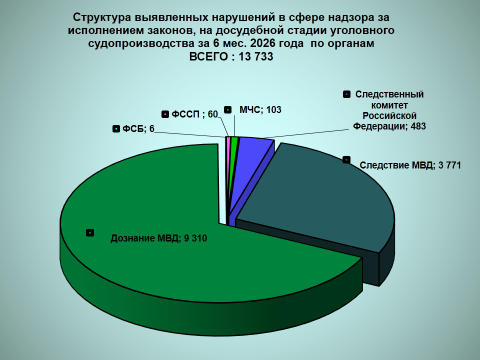 Структура выявленных нарушений в сфере надзора за
исполнением законов, на досудебной стадии уголовного
судопроизводства за 6 мес. 2026 года по органам
ВСЕГО : 13 733
Следственный
комитет
Российской
Федерации; 483
МЧС; 103
ФССП ; 60
ФСБ; 6
Следствие МВД; 3 771
Дознание МВД; 9 310